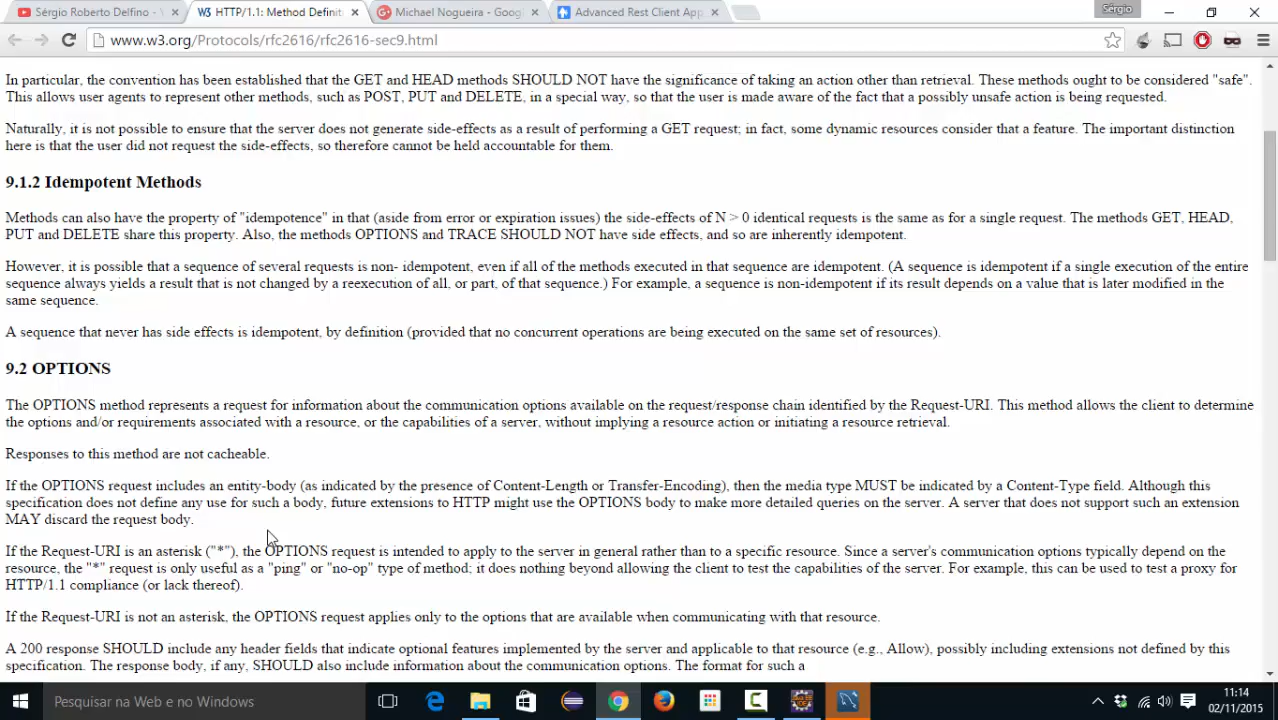 Sérgio Roberto Delfino - 
HTTP/1.1: Method Definit
Michael Nogueira - Goog
Advanced Rest Client App
Sérgio
www.w3.org/Protocols/rfc2616/rfc2616-sec9.html
In particular, the convention has been established that the GET and HEAD methods SHOULD NOT have the significance of taking an action other than retrieval. These methods ought to be considered "safe".
This allows user agents to represent other methods, such as POST, PUT and DELETE, in a special way, so that the user is made aware of the fact that a possibly unsafe action is being requested.
Naturally, it is not possible to ensure that the server does not generate side-effects as a result of performing a GET request; in fact, some dynamic resources consider that a feature. The important distinction
here is that the user did not request the side-effects, so therefore cannot be held accountable for them.
9.1.2 Idempotent Methods
Methods can also have the property of "idempotence" in that (aside from error or expiration issues) the side-effects of N > 0 identical requests is the same as for a single request. The methods GET, HEAD,
PUT and DELETE share this property. Also, the methods OPTIONS and TRACE SHOULD NOT have side effects, and so are inherently idempotent.
However, it is possible that a sequence of several requests is non- idempotent, even if all of the methods executed in that sequence are idempotent. (A sequence is idempotent if a single execution of the entire
sequence always yields a result that is not changed by a reexecution of all, or part, of that sequence.) For example, a sequence is non-idempotent if its result depends on a value that is later modified in the
same sequence.
A sequence that never has side effects is idempotent, by definition (provided that no concurrent operations are being executed on the same set of resources).
9.2 OPTIONS
The OPTIONS method represents a request for information about the communication options available on the request/response chain identified by the Request-URI. This method allows the client to determine
the options and/or requirements associated with a resource, or the capabilities of a server, without implying a resource action or initiating a resource retrieval.
Responses to this method are not cacheable.
If the OPTIONS request includes an entity-body (as indicated by the presence of Content-Length or Transfer-Encoding), then the media type MUST be indicated by a Content-Type field. Although this
specification does not define any use for such a body, future extensions to HTTP might use the OPTIONS body to make more detailed queries on the server. A server that does not support such an extension
MAY discard the request body.
If the Request-URI is an asterisk ("*"), the OPTIONS request is intended to apply to the server in general rather than to a specific resource. Since a server's communication options typically depend on the
resource, the "*" request is only useful as a "ping" or "no-op" type of method; it does nothing beyond allowing the client to test the capabilities of the server. For example, this can be used to test a proxy for
HTTP/1.1 compliance (or lack thereof).
If the Request-URI is not an asterisk, the OPTIONS request applies only to the options that are available when communicating with that resource.
A 200 response SHOULD include any header fields that indicate optional features implemented by the server and applicable to that resource (e.g., Allow), possibly including extensions not defined by this
specification. The response body, if any, SHOULD also include information about the communication options. The format for such a
Pesquisar na Web e no Windows
11:14
02/11/2015